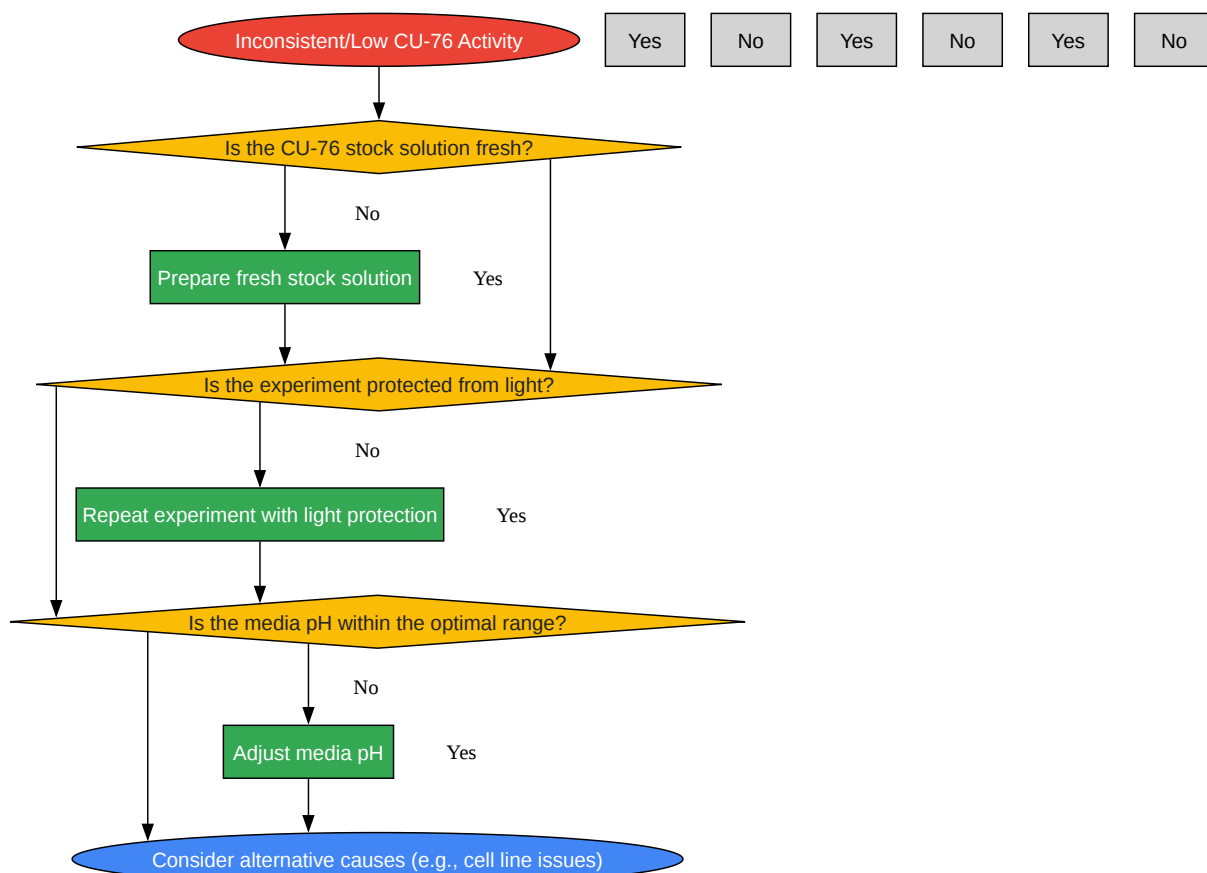 Inconsistent/Low CU-76 Activity
Yes
No
Yes
No
Yes
No
Is the CU-76 stock solution fresh?
No
Prepare fresh stock solution
Yes
Is the experiment protected from light?
No
Repeat experiment with light protection
Yes
Is the media pH within the optimal range?
No
Adjust media pH
Yes
Consider alternative causes (e.g., cell line issues)